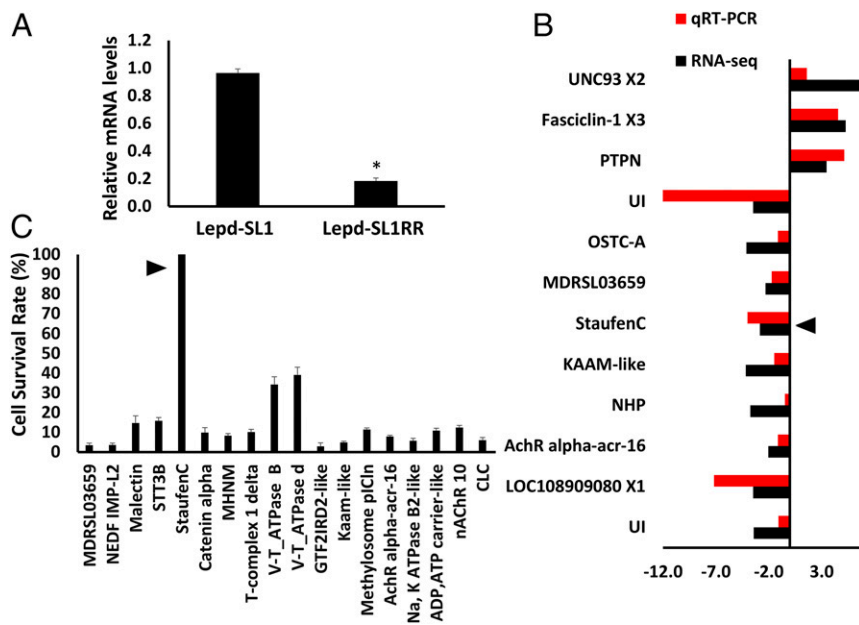 A
1.2
1.0
0.8
0.6
0.4
0.2
0.0
Relative mRNA levels
*
Lepd-SL1
Lepd-SL1RR
B
qRT-PCR
RNA-seq
UNC93 X2
Fasciclin-1 X3
PTPN
UI
OSTC-A
MDRSL03659
StaufenC
KAAM-like
NHP
AchR alpha-acr-16
LOC108909080 X1
UI
-12.0
-7.0
-2.0
3.0
C
100
90
80
70
60
50
40
30
20
10
0
Cell Survival Rate (%)
MDRSL03659
NEDF IMP-L2
Malectin
STT3B
StaufenC
Catenin alpha
MHNM
T-complex 1 delta
V-T_ATPase B
V-T_ATPase d
GTF2IRD2-like
Kaam-like
Methylosome pICln
AchR alpha-acr-16
Na, K ATPase B2-like
ADP,ATP carrier-like
nAChR 10
CLC